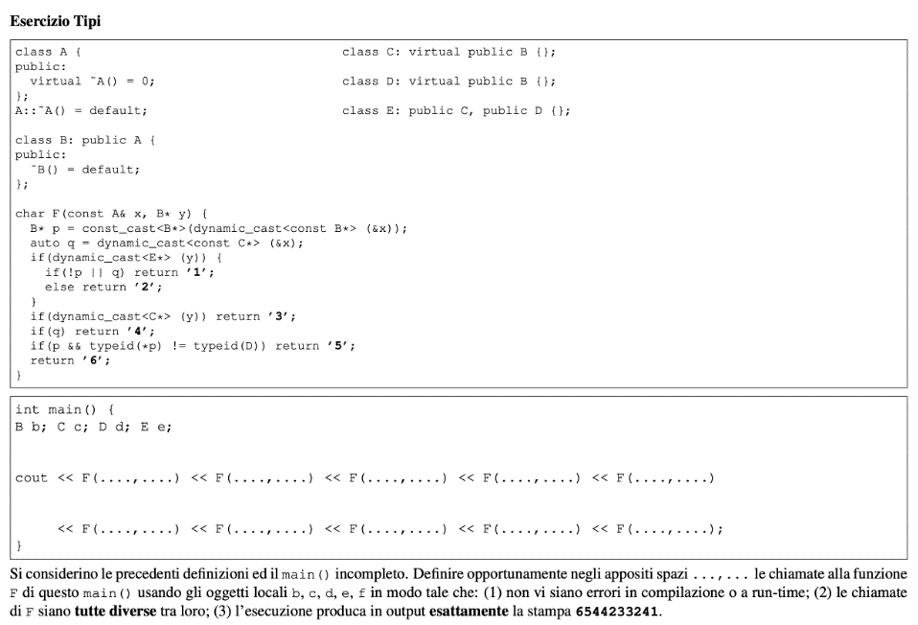 Esercizio Tipi
class A {
public:
  virtual ~A() = 0;
};
A::~A() = default;
class B: public A {
public:
  ~B() = default;
};
class C: virtual public B {};
class D: virtual public B {};
class E: public C, public D {};
char F(const A& x, B* y) {
  B* p = const_cast<B*>(dynamic_cast<const B*> (&x));
  auto q = dynamic_cast<const C*> (&x);
  if(dynamic_cast<E*> (y)) {
    if(!p || q) return '1';
    else return '2';
  }
  if(dynamic_cast<C*> (y)) return '3';
  if(q) return '4';
  if(p && typeid(*p) != typeid(D)) return '5';
  return '6';
}
int main() {
B b; C c; D d; E e;
cout << F(....,....) << F(....,....) << F(....,....) << F(....,....) << F(....,....)
     << F(....,....) << F(....,....) << F(....,....) << F(....,....) << F(....,....);
}
Si considerino le precedenti definizioni ed il main() incompleto. Definire opportunamente negli appositi spazi ....,.... le chiamate alla funzione
F di questo main() usando gli oggetti locali b, c, d, e, f in modo tale che: (1) non vi siano errori in compilazione o a run-time; (2) le chiamate
di F siano tutte diverse tra loro; (3) l'esecuzione produca in output esattamente la stampa 6544233241.